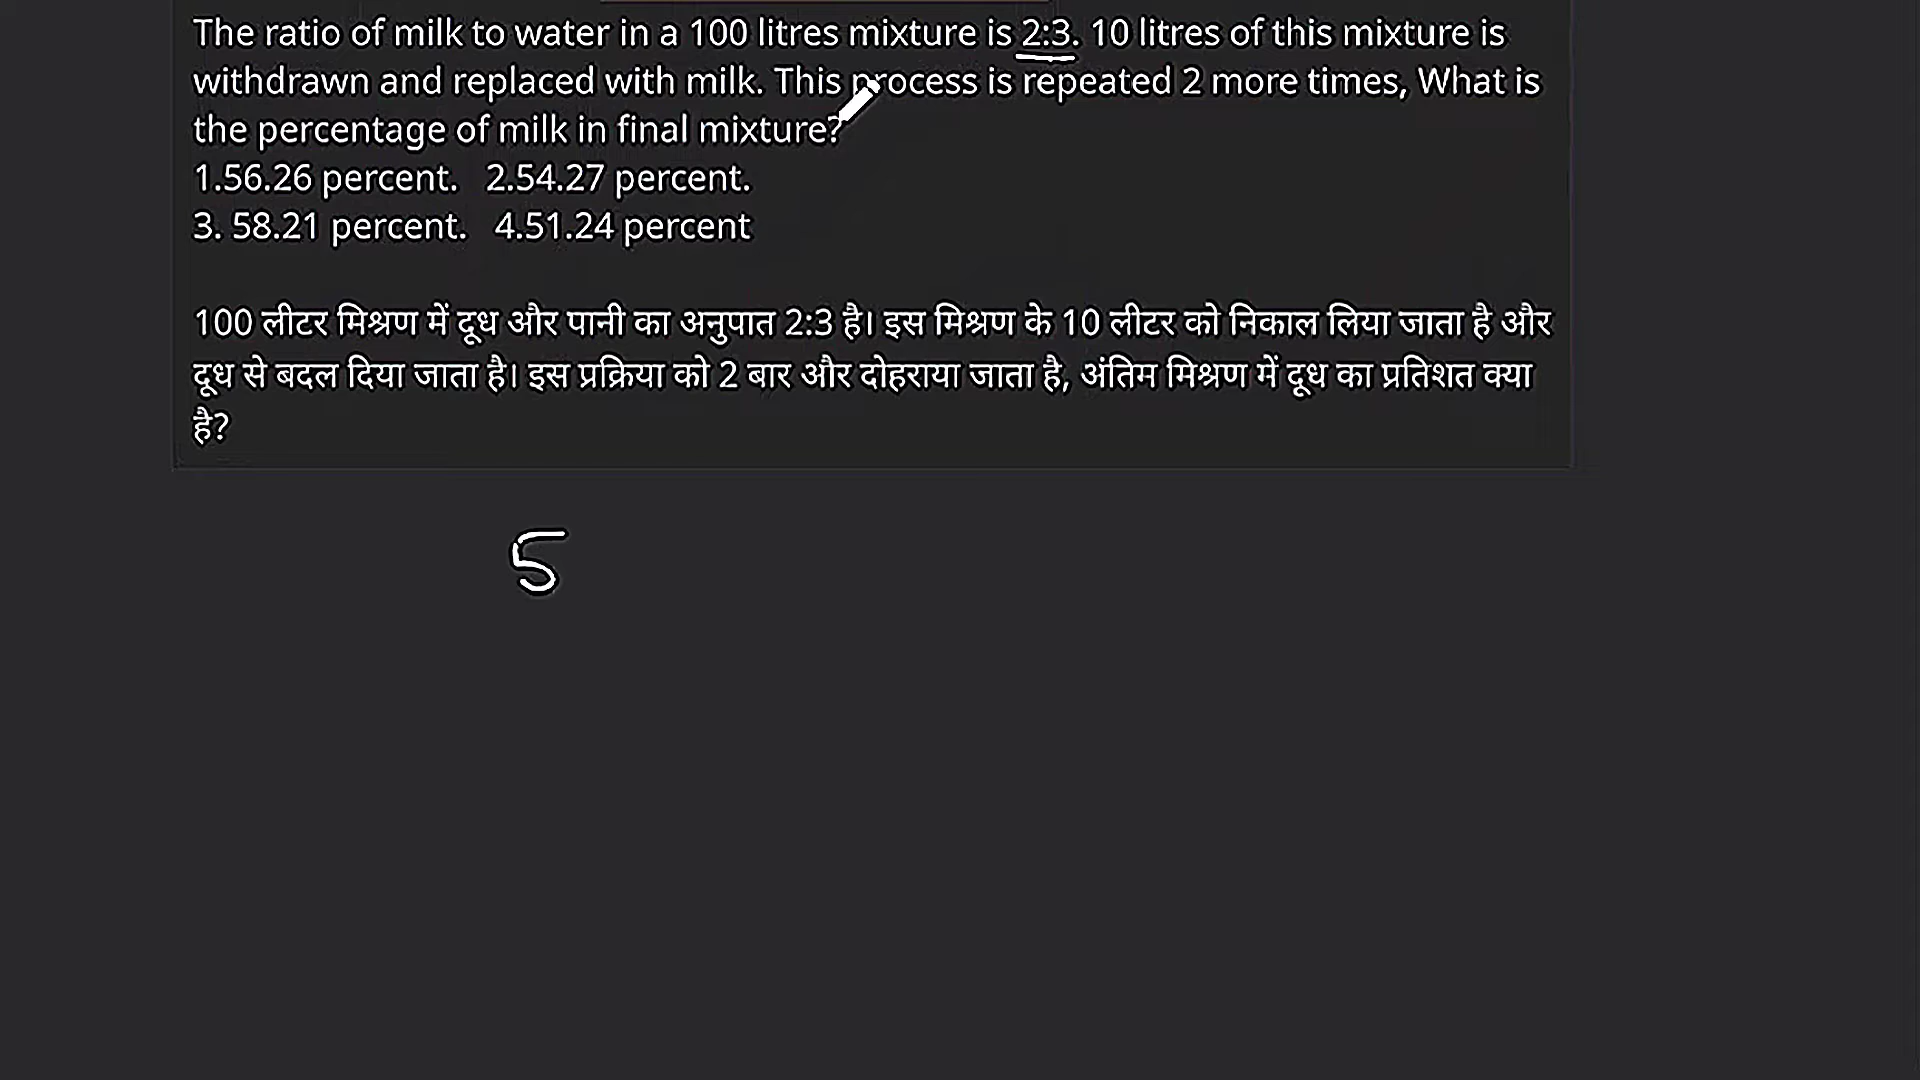 The ratio of milk to water in a 100 litres mixture is 2:3. 10 litres of this mixture is
withdrawn and replaced with milk. This process is repeated 2 more times, What is
the percentage of milk in final mixture?
1.56.26 percent. 2.54.27 percent.
3. 58.21 percent. 4.51.24 percent
100 लीटर मिश्रण में दूध और पानी का अनुपात 2:3 है। इस मिश्रण के 10 लीटर को निकाल लिया जाता है और
दूध से बदल दिया जाता है। इस प्रक्रिया को 2 बार और दोहराया जाता है, अंतिम मिश्रण में दूध का प्रतिशत क्या
है?
5